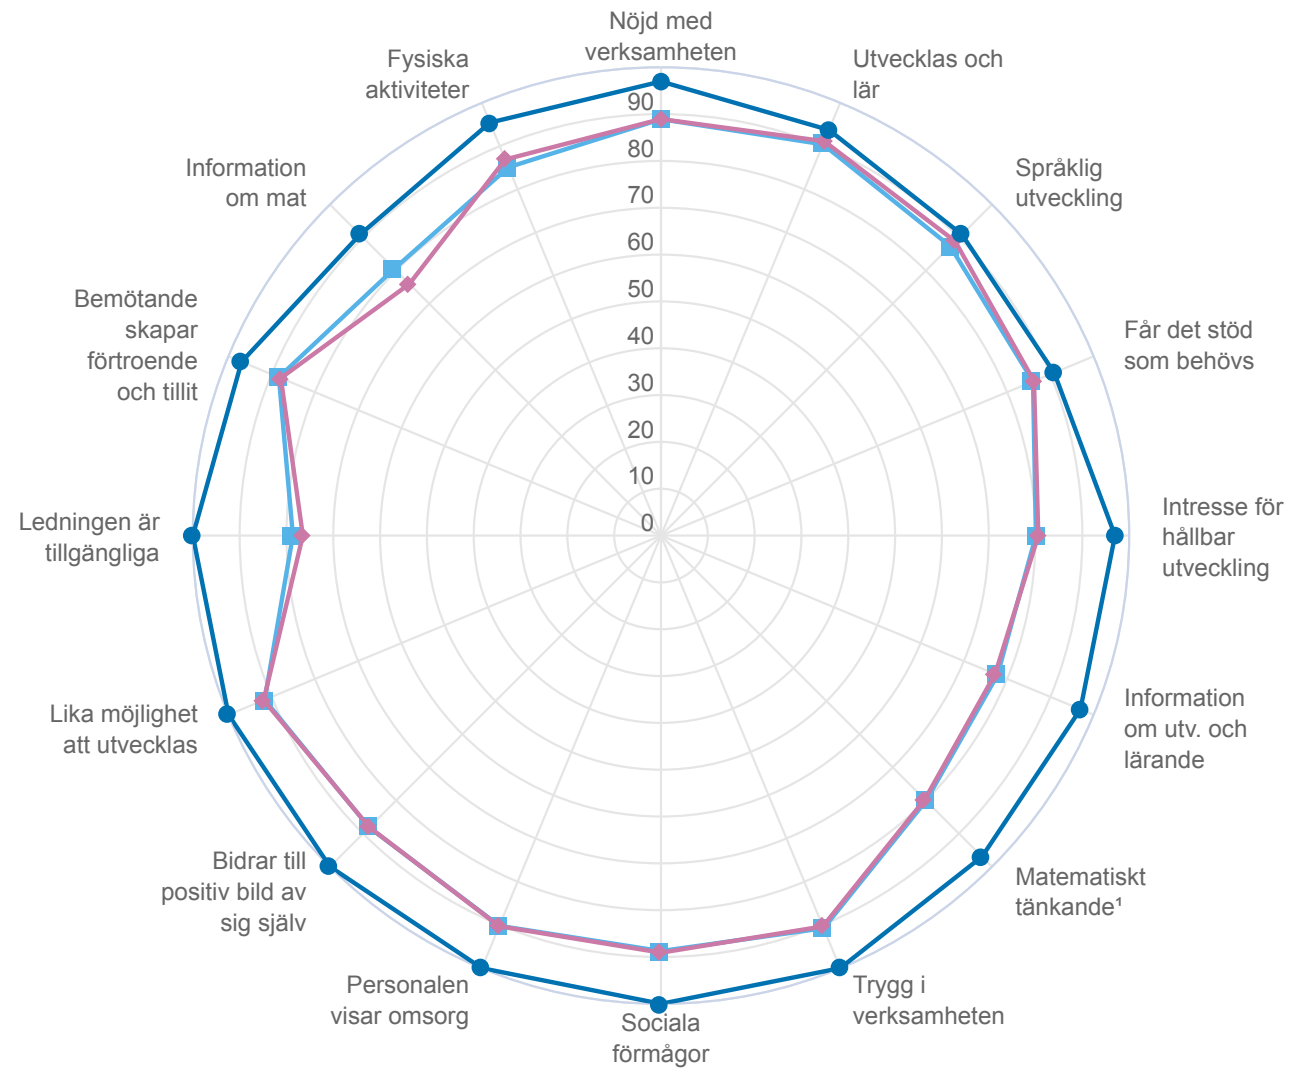 Nöjd med
verksamheten
Utvecklas och
lär
Språklig
utveckling
Får det stöd
som behövs
Intresse för
hållbar
utveckling
Information
om utv. och
lärande
Matematiskt
tänkande¹
Trygg i
verksamheten
Sociala
förmågor
Personalen
visar omsorg
Bidrar till
positiv bild av
sig själv
Lika möjlighet
att utvecklas
Ledningen är
tillgängliga
Bemötande
skapar
förtroende
och tillit
Information
om mat
Fysiska
aktiviteter
90
80
70
60
50
40
30
20
10
0